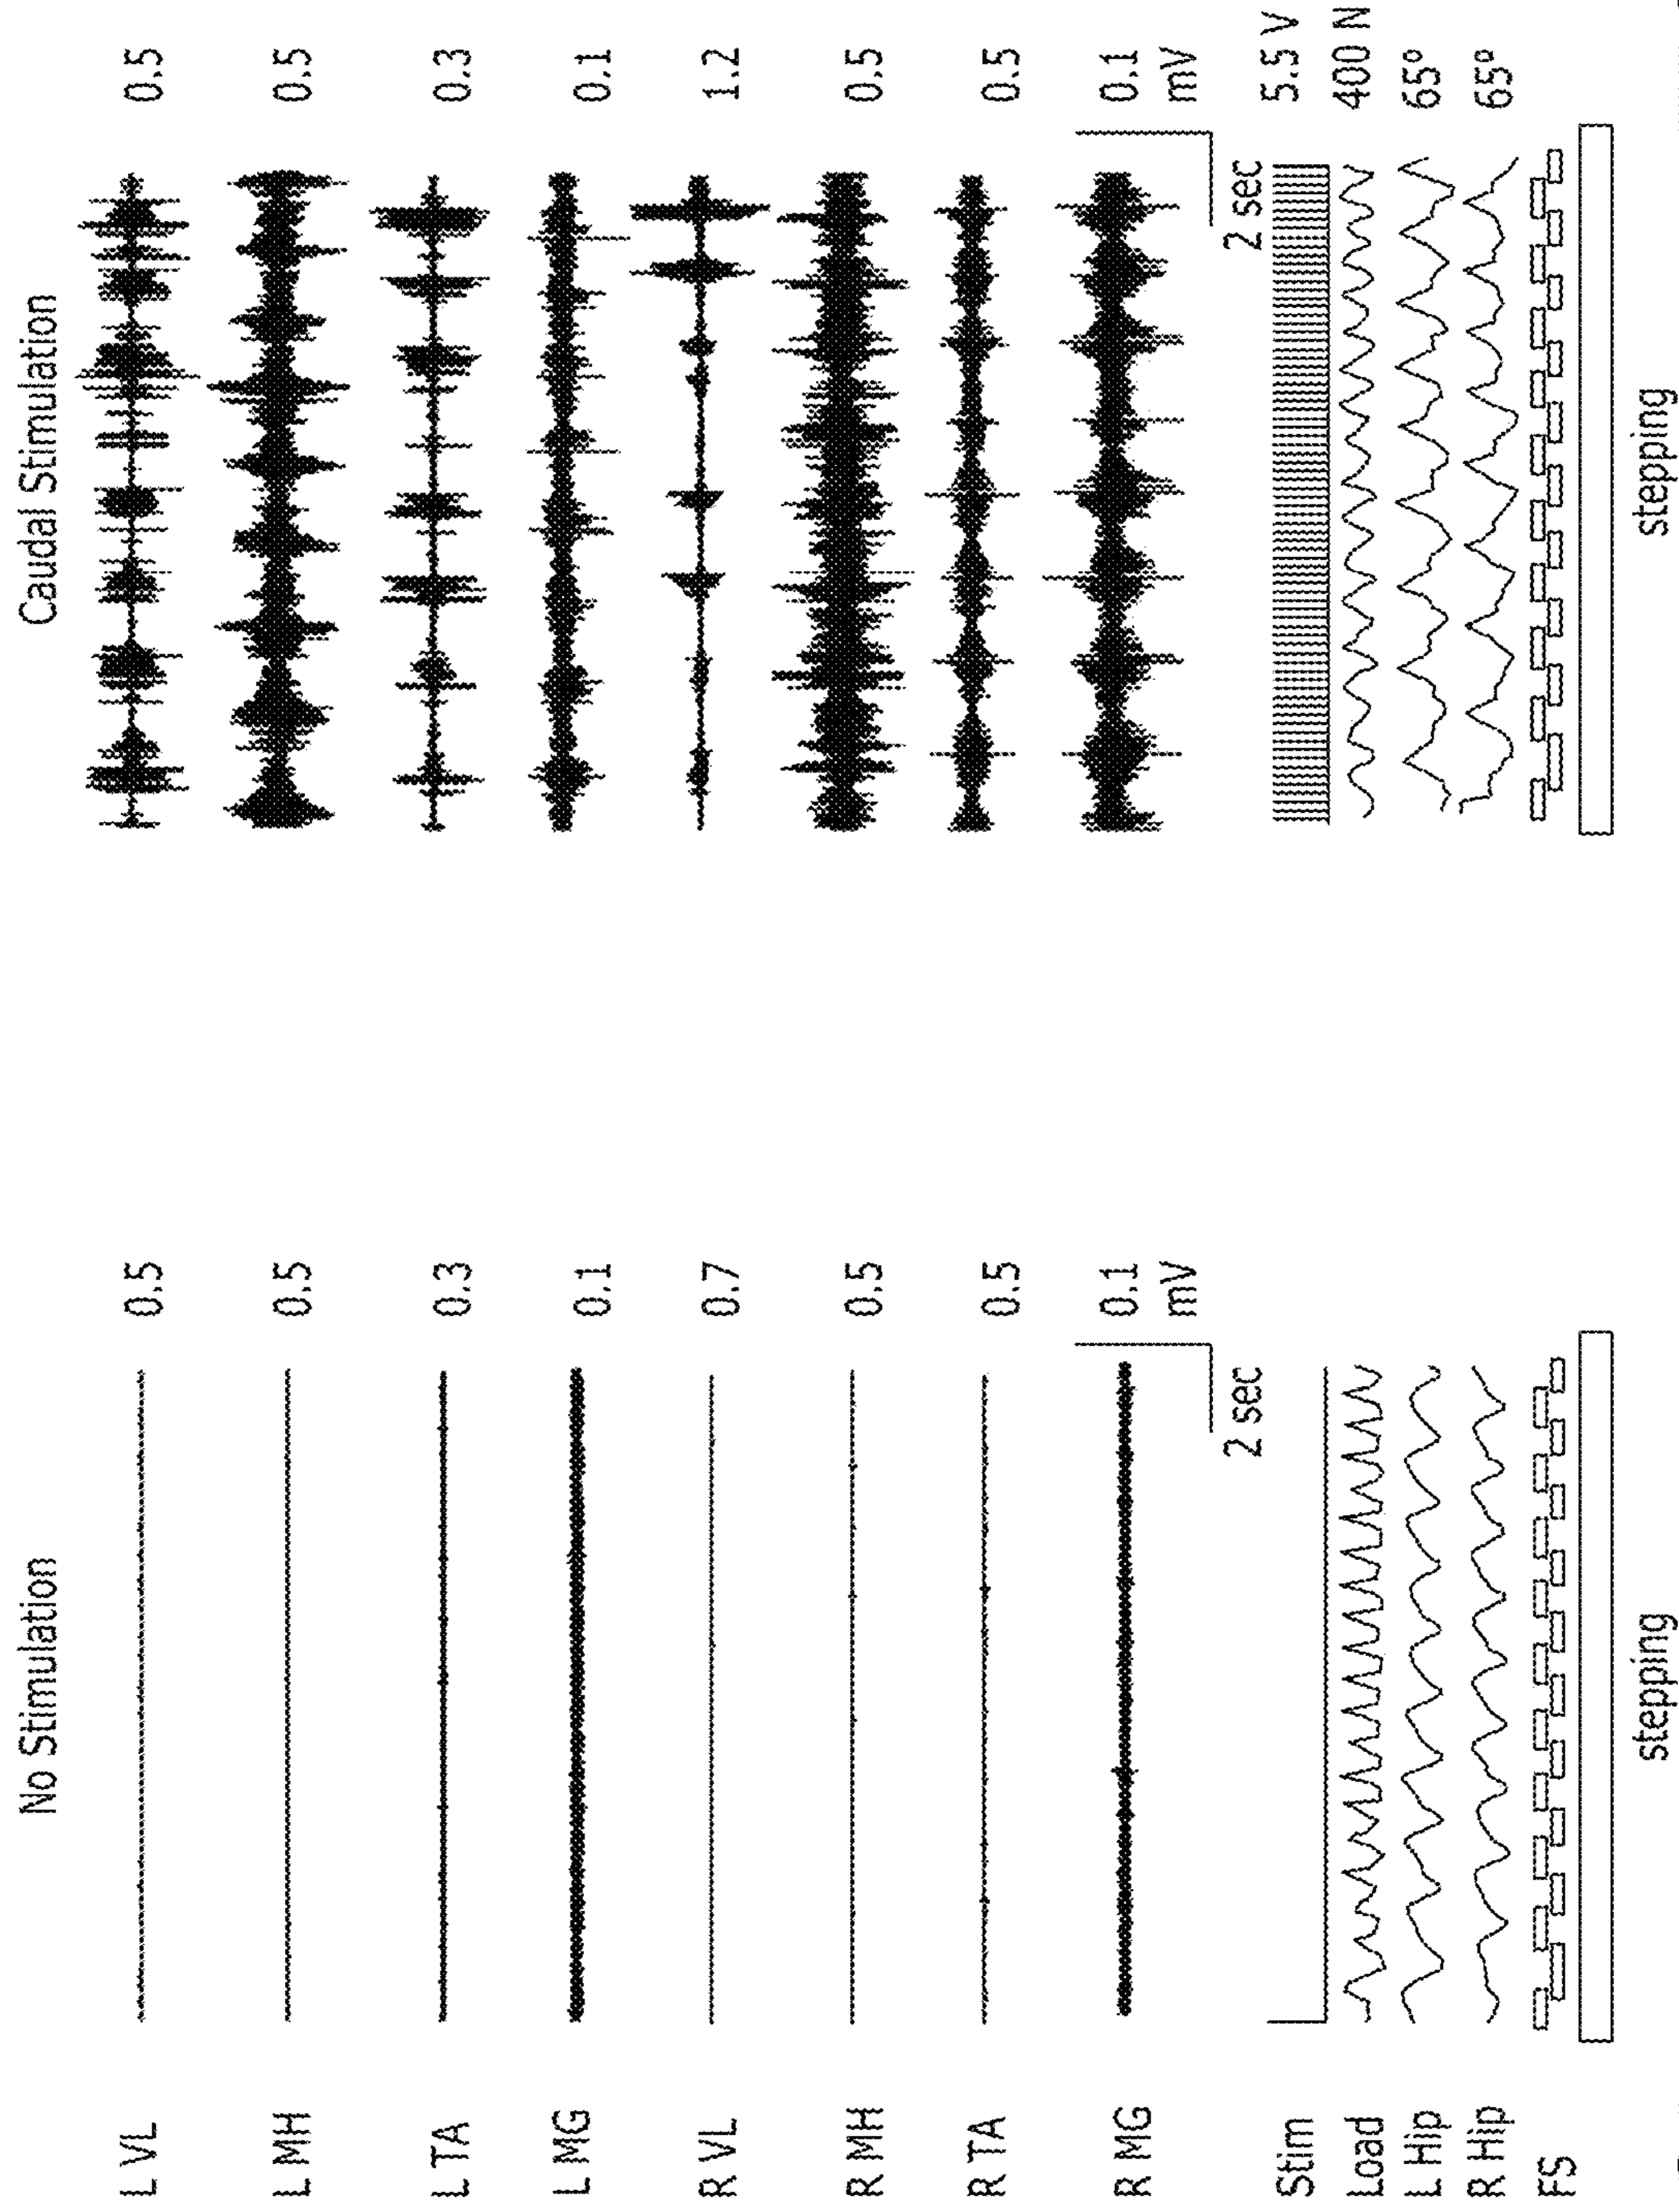 No Stimulation
Caudal Stimulation
L VL
0.5
0.5
L MH
0.5
0.5
L TA
0.3
0.3
L MG
0.1
0.1
R VL
0.7
1.2
R MH
0.5
0.5
R TA
0.5
0.5
R MG
0.1
0.1
mV
mV
2 sec
2 sec
Stim
5.5 V
Load
400 N
L Hip
65º
R Hip
65º
FS
stepping
stepping